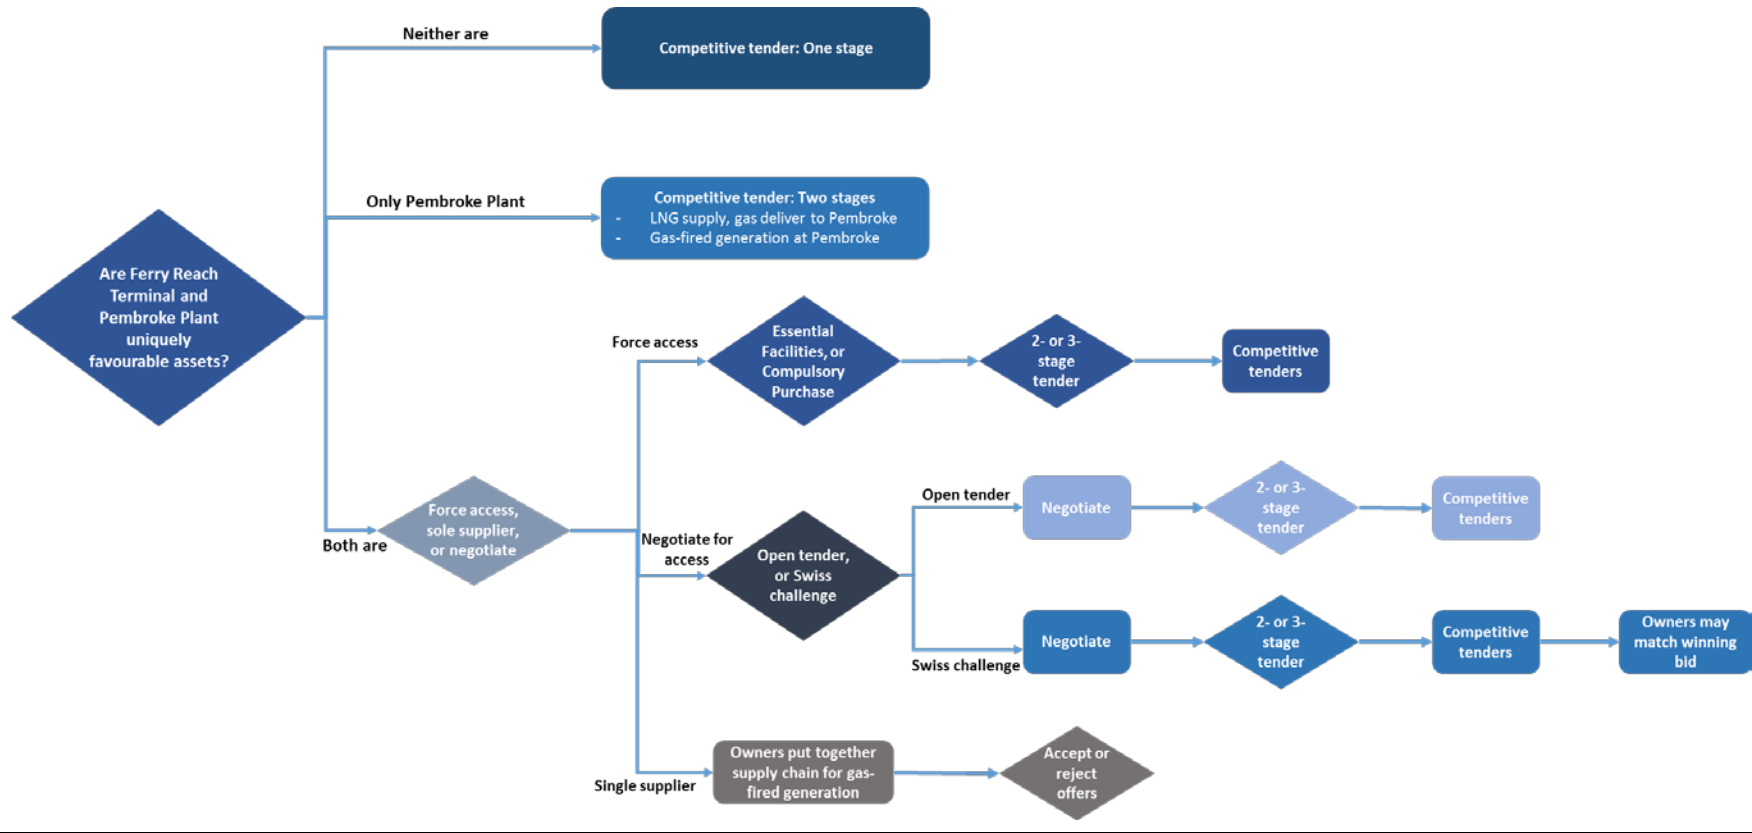 Neither are
Competitive tender: One stage
Only Pembroke Plant
Competitive tender: Two stages
- LNG supply, gas deliver to Pembroke
- Gas-fired generation at Pembroke
Are Ferry Reach
Terminal and
Pembroke Plant
uniquely
favourable assets?
Both are
Force access,
sole supplier,
or negotiate
Force access
Essential
Facilities, or
Compulsory
Purchase
2- or 3-
stage
tender
Competitive
tenders
Negotiate for
access
Open tender,
or Swiss
challenge
Open tender
Negotiate
2- or 3-
stage
tender
Competitive
tenders
Swiss challenge
Negotiate
2- or 3-
stage
tender
Competitive
tenders
Owners may
match winning
bid
Single supplier
Owners put together
supply chain for gas-
fired generation
Accept or
reject
offers